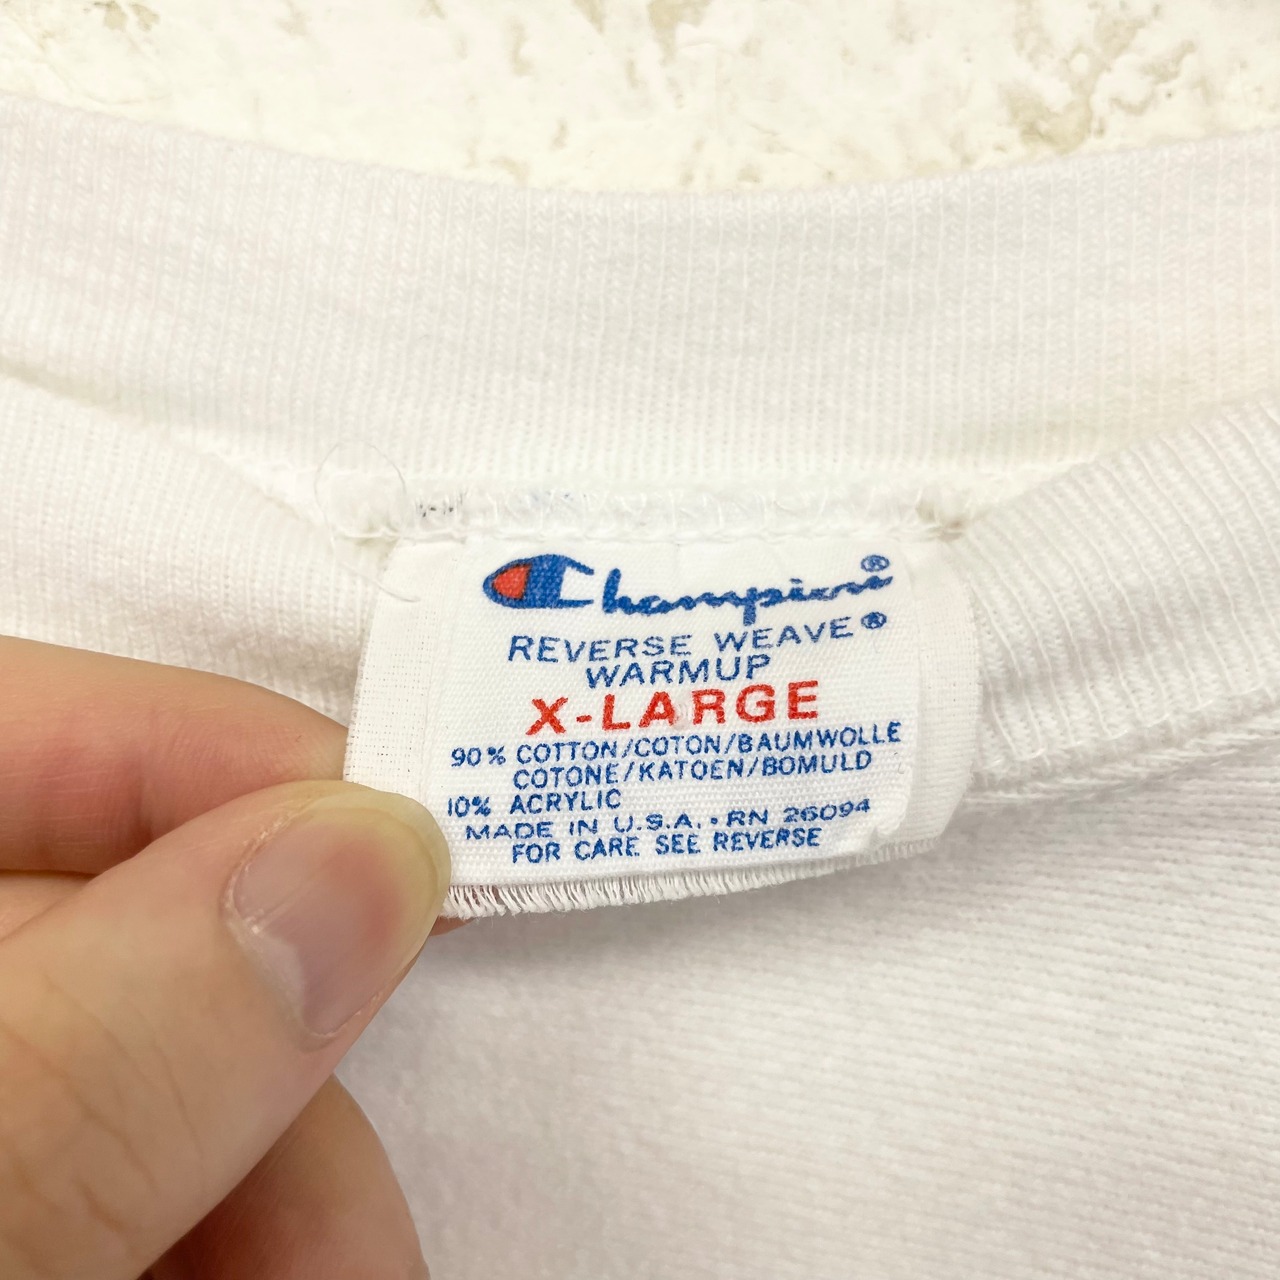 Champion®
REVERSE WEAVE®
WARMUP
X-LARGE
90% COTTON/COTON/BAUMWOLLE
COTONE/KATOEN/BOMULD
10% ACRYLIC
MADE IN U.S.A. • RN 26094
FOR CARE SEE REVERSE